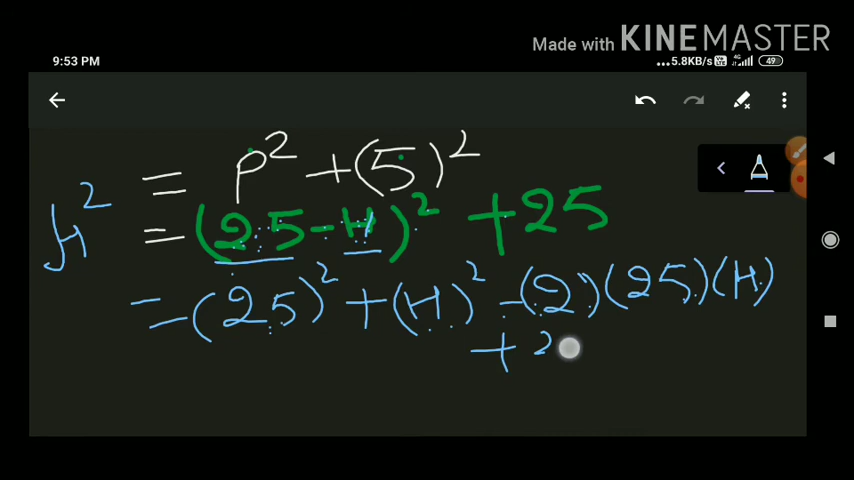 Made with KINEMASTER
9:53 PM ...5.8KB/s 4G 49
= P² + (5)²
H² = (25-H)² + 25
= (25)² + (H)² - (2)(25)(H)
+ 2